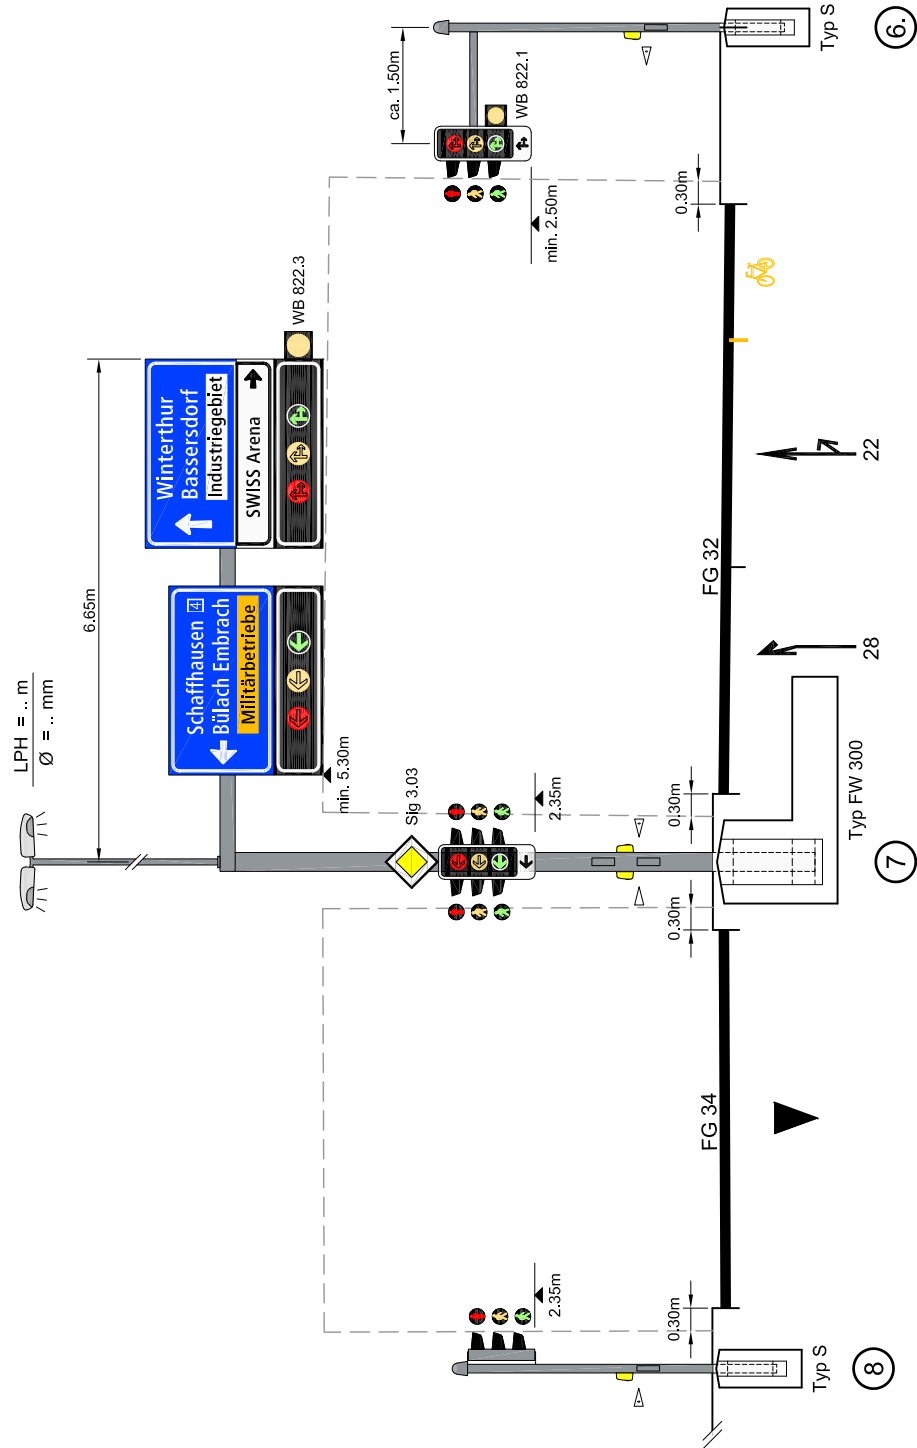 LPH = .. m
Ø = .. mm
6.65m
Schaffhausen 4
Bülach Embrach
Militärbetriebe
Winterthur
Bassersdorf
Industriegebiet
SWISS Arena
WB 822.3
ca. 1.50m
WB 822.1
min. 2.50m
min. 5.30m
Sig 3.03
2.35m
2.35m
0.30m
0.30m
0.30m
0.30m
FG 34
FG 32
28
22
Typ S
Typ FW 300
Typ S
8
7
6.